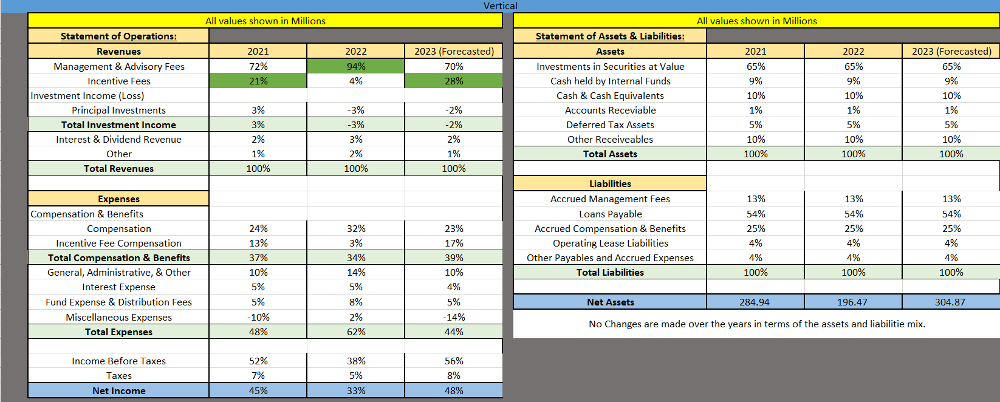 Vertical
All values shown in Millions
Statement of Operations:
Revenues 2021 2022 2023 (Forecasted)
Management & Advisory Fees 72% 94% 70%
Incentive Fees 21% 4% 28%
Investment Income (Loss)
Principal Investments 3% -3% -2%
Total Investment Income 3% -3% -2%
Interest & Dividend Revenue 2% 3% 2%
Other 1% 2% 1%
Total Revenues 100% 100% 100%
Expenses
Compensation & Benefits
Compensation 24% 32% 23%
Incentive Fee Compensation 13% 3% 17%
Total Compensation & Benefits 37% 34% 39%
General, Administrative, & Other 10% 14% 10%
Interest Expense 5% 5% 4%
Fund Expense & Distribution Fees 5% 8% 5%
Miscellaneous Expenses -10% 2% -14%
Total Expenses 48% 62% 44%
Income Before Taxes 52% 38% 56%
Taxes 7% 5% 8%
Net Income 45% 33% 48%
All values shown in Millions
Statement of Assets & Liabilities:
Assets 2021 2022 2023 (Forecasted)
Investments in Securities at Value 65% 65% 65%
Cash held by Internal Funds 9% 9% 9%
Cash & Cash Equivalents 10% 10% 10%
Accounts Receviable 1% 1% 1%
Deferred Tax Assets 5% 5% 5%
Other Receiveables 10% 10% 10%
Total Assets 100% 100% 100%
Liabilities
Accrued Management Fees 13% 13% 13%
Loans Payable 54% 54% 54%
Accrued Compensation & Benefits 25% 25% 25%
Operating Lease Liabilities 4% 4% 4%
Other Payables and Accrued Expenses 4% 4% 4%
Total Liabilities 100% 100% 100%
Net Assets 284.94 196.47 304.87
No Changes are made over the years in terms of the assets and liabilitie mix.